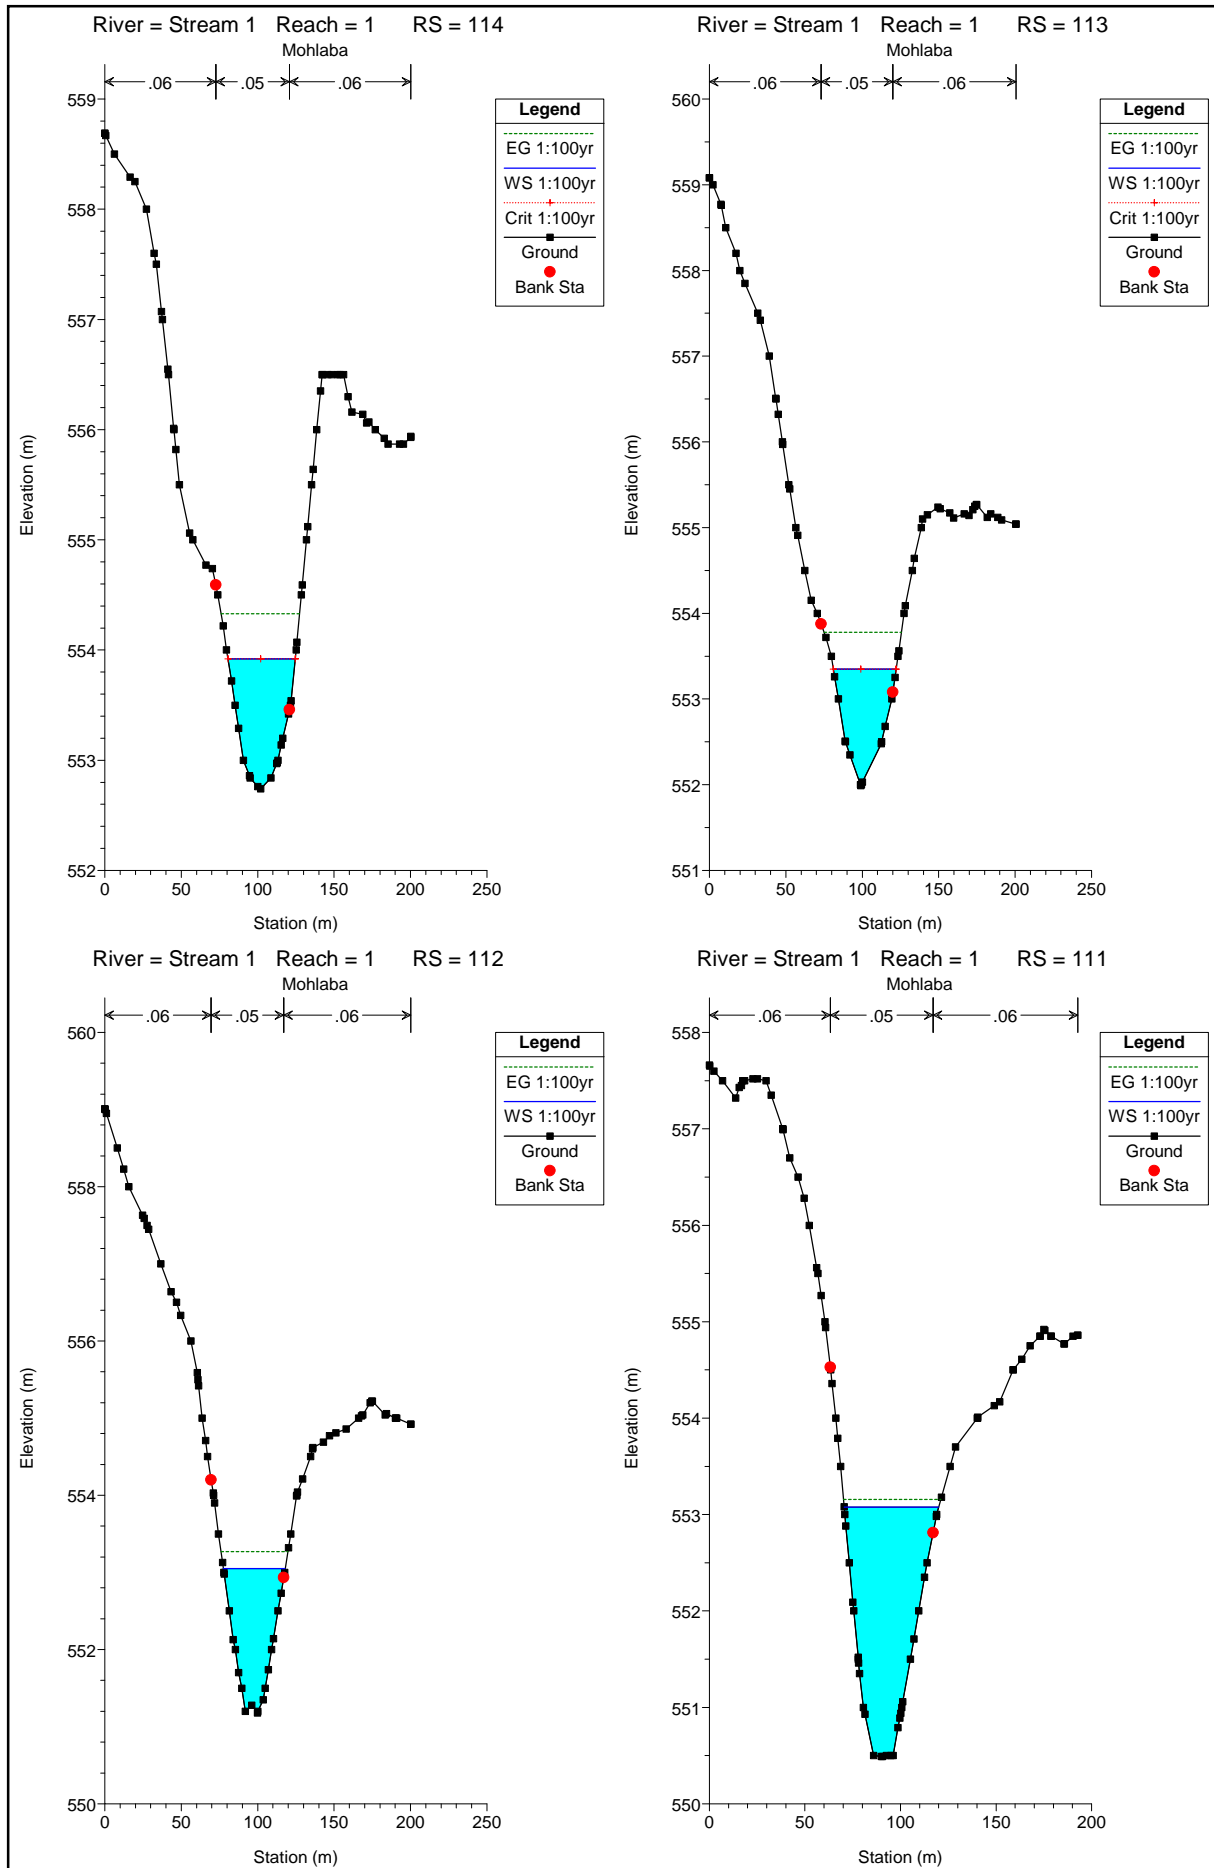 River = Stream 1 Reach = 1 RS = 114
Mohlaba
.06 .05 .06
Legend
EG 1:100yr
WS 1:100yr
Crit 1:100yr
Ground
Bank Sta
559
558
557
556
555
554
553
552
Elevation (m)
0 50 100 150 200 250
Station (m)
River = Stream 1 Reach = 1 RS = 113
Mohlaba
.06 .05 .06
Legend
EG 1:100yr
WS 1:100yr
Crit 1:100yr
Ground
Bank Sta
560
559
558
557
556
555
554
553
552
551
Elevation (m)
0 50 100 150 200 250
Station (m)
River = Stream 1 Reach = 1 RS = 112
Mohlaba
.06 .05 .06
Legend
EG 1:100yr
WS 1:100yr
Ground
Bank Sta
560
558
556
554
552
550
Elevation (m)
0 50 100 150 200 250
Station (m)
River = Stream 1 Reach = 1 RS = 111
Mohlaba
.06 .05 .06
Legend
EG 1:100yr
WS 1:100yr
Ground
Bank Sta
558
557
556
555
554
553
552
551
550
Elevation (m)
0 50 100 150 200
Station (m)